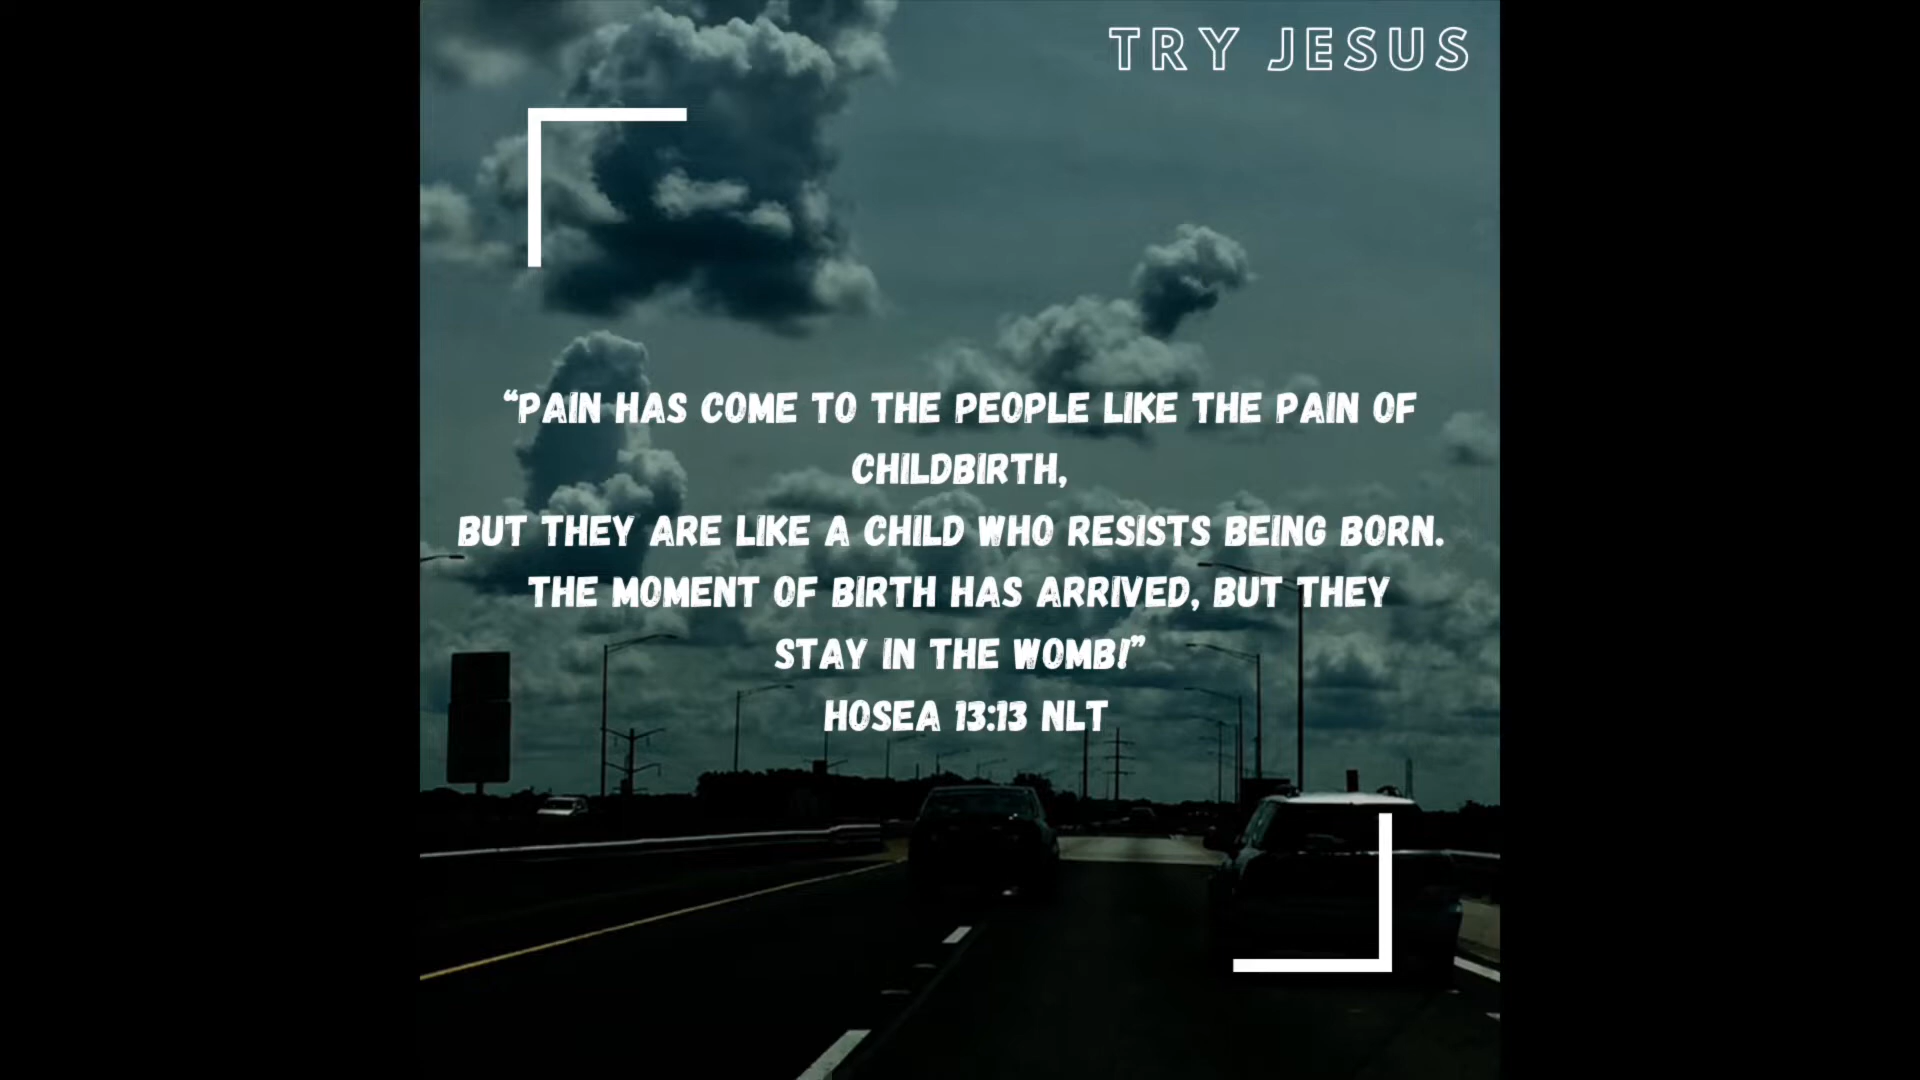 TRY JESUS
“PAIN HAS COME TO THE PEOPLE LIKE THE PAIN OF
CHILDBIRTH,
BUT THEY ARE LIKE A CHILD WHO RESISTS BEING BORN.
THE MOMENT OF BIRTH HAS ARRIVED, BUT THEY
STAY IN THE WOMB!”
HOSEA 13:13 NLT